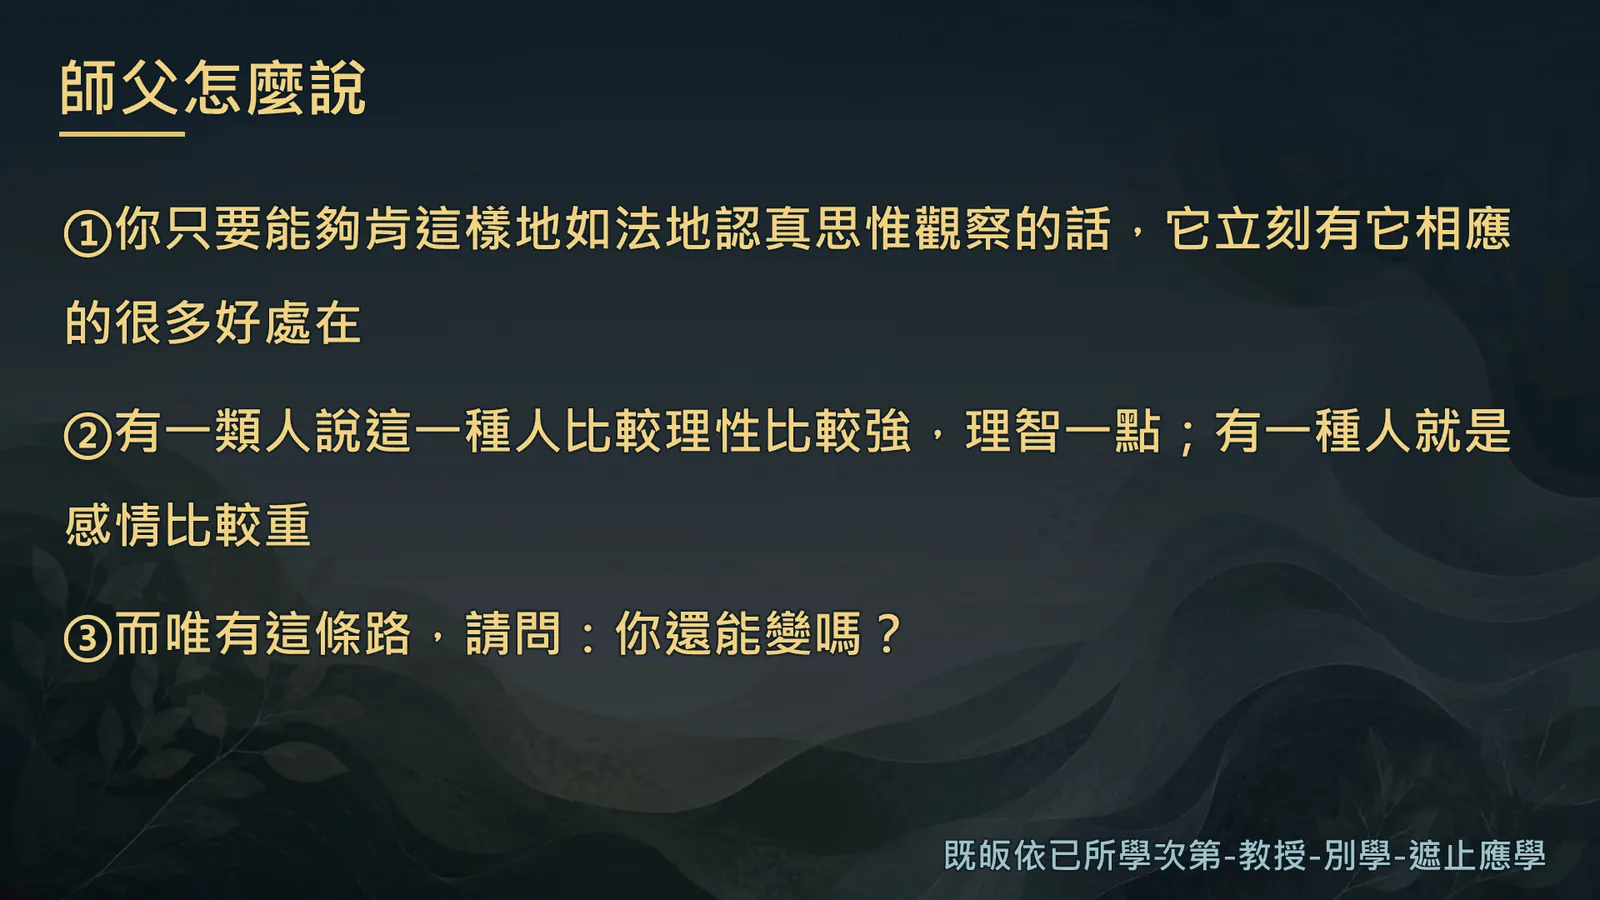 師父怎麼說
①你只要能夠肯這樣地如法地認真思惟觀察的話，它立刻有它相應
的很多好處在
②有一類人說這一種人比較理性比較強，理智一點；有一種人就是
感情比較重
③而唯有這條路，請問：你還能變嗎？
既皈依已所學次第-教授-別學-遮止應學